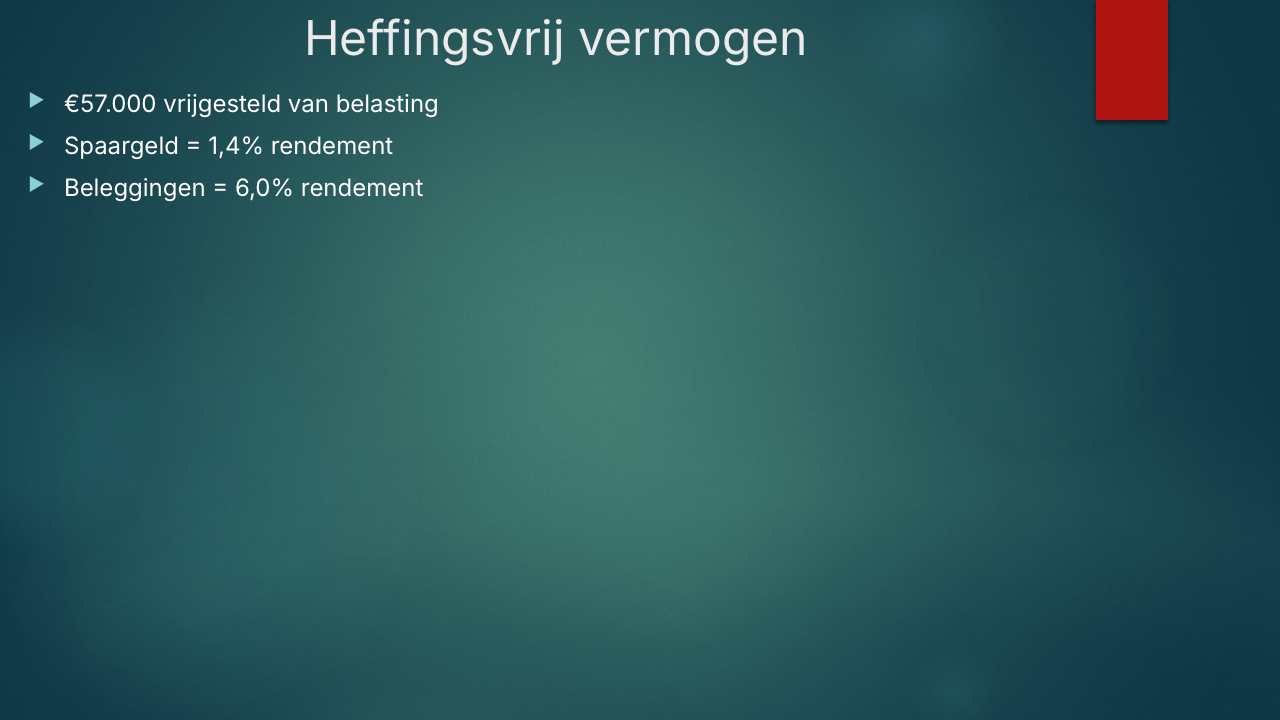 Heffingsvrij vermogen
€57.000 vrijgesteld van belasting
Spaargeld = 1,4% rendement
Beleggingen = 6,0% rendement